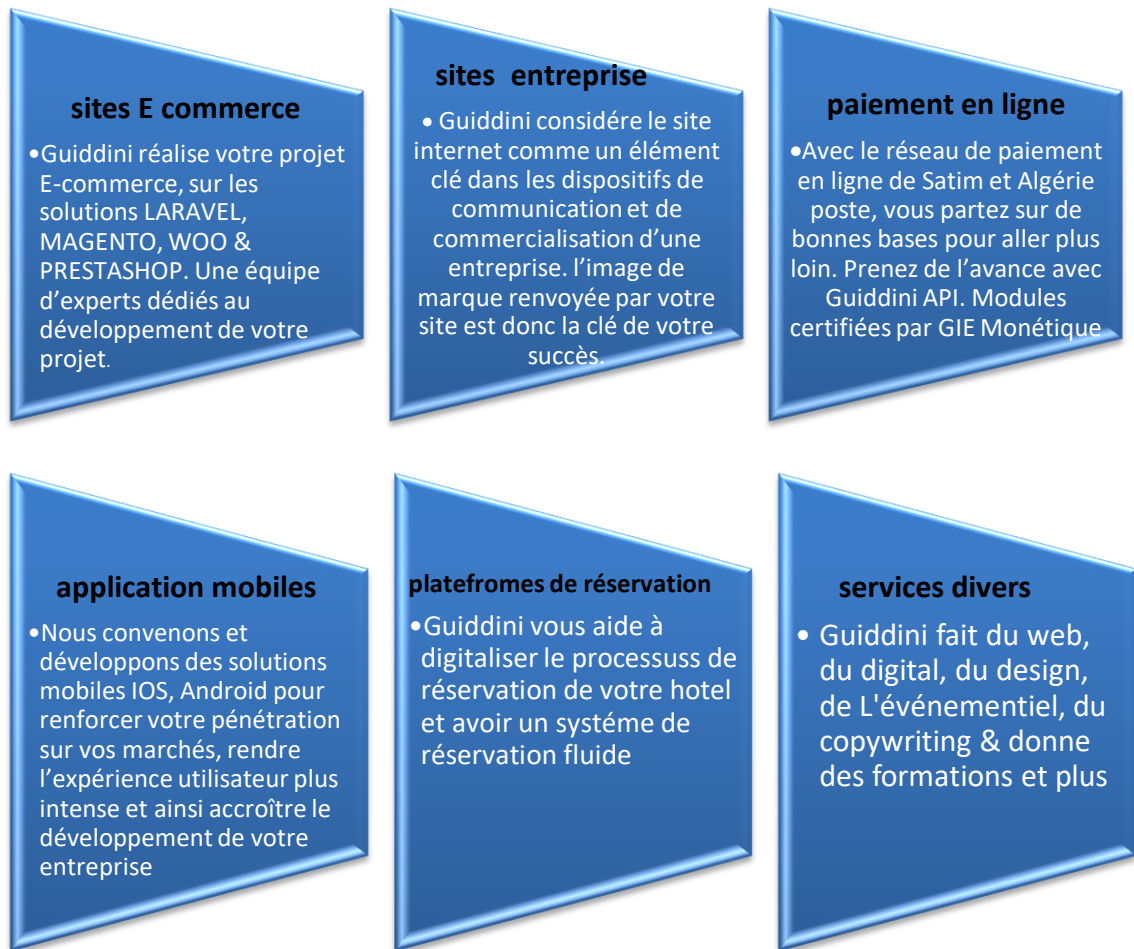 sites E commerce
•Guiddini réalise votre projet
E-commerce, sur les
solutions LARAVEL,
MAGENTO, WOO &
PRESTASHOP. Une équipe
d’experts dédiés au
développement de votre
projet.
sites entreprise
• Guiddini considére le site
internet comme un élément
clé dans les dispositifs de
communication et de
commercialisation d’une
entreprise. l’image de
marque renvoyée par votre
site est donc la clé de votre
succès.
paiement en ligne
•Avec le réseau de paiement
en ligne de Satim et Algérie
poste, vous partez sur de
bonnes bases pour aller plus
loin. Prenez de l’avance avec
Guiddini API. Modules
certifiées par GIE Monétique
application mobiles
•Nous convenons et
développons des solutions
mobiles IOS, Android pour
renforcer votre pénétration
sur vos marchés, rendre
l’expérience utilisateur plus
intense et ainsi accroître le
développement de votre
entreprise
platefromes de réservation
•Guiddini vous aide à
digitaliser le processuss de
réservation de votre hotel
et avoir un systéme de
réservation fluide
services divers
• Guiddini fait du web,
du digital, du design,
de L'événementiel, du
copywriting & donne
des formations et plus